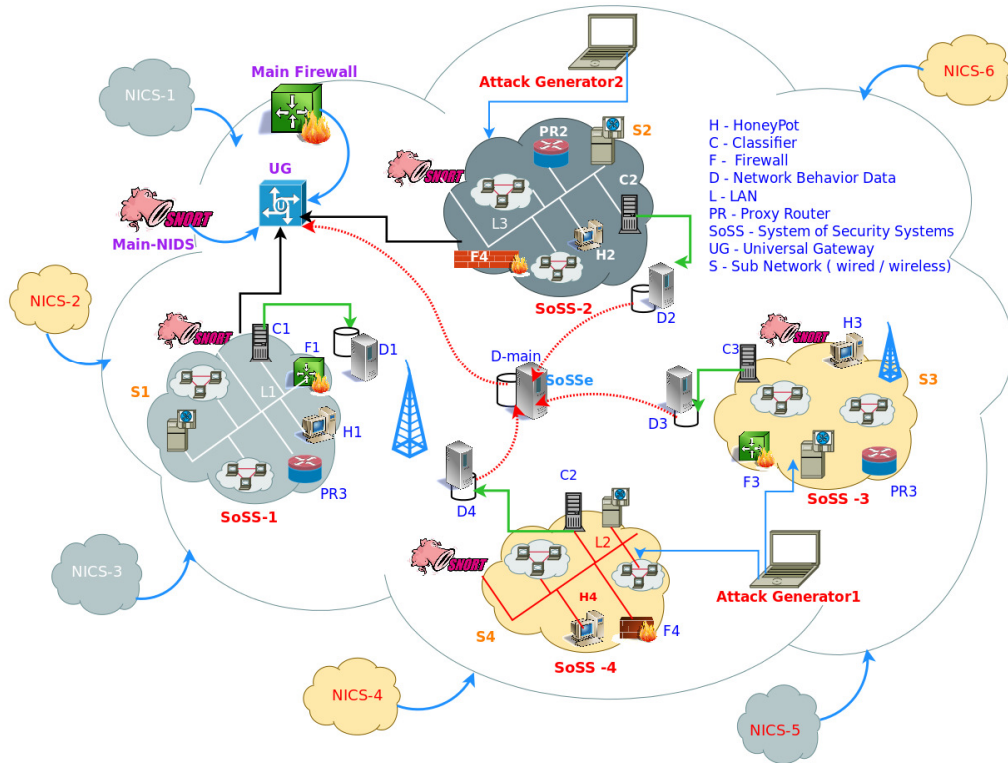 NICS-1
Main Firewall
Attack Generator2
NICS-6
PR2
S2
H - HoneyPot
C - Classifier
F - Firewall
D - Network Behavior Data
L - LAN
PR - Proxy Router
SoSS - System of Security Systems
UG - Universal Gateway
S - Sub Network ( wired / wireless)
UG
SNORT
C2
SNORT
Main-NIDS
L3
H2
F4
NICS-2
SoSS-2
D2
SNORT
C1
F1
D1
D-main
SoSSe
SNORT
H3
C3
S1
L1
S3
H1
D3
PR3
F3
PR3
SoSS-1
D4
C2
SoSS -3
L2
SNORT
NICS-3
H4
Attack Generator1
S4
F4
SoSS -4
NICS-4
NICS-5